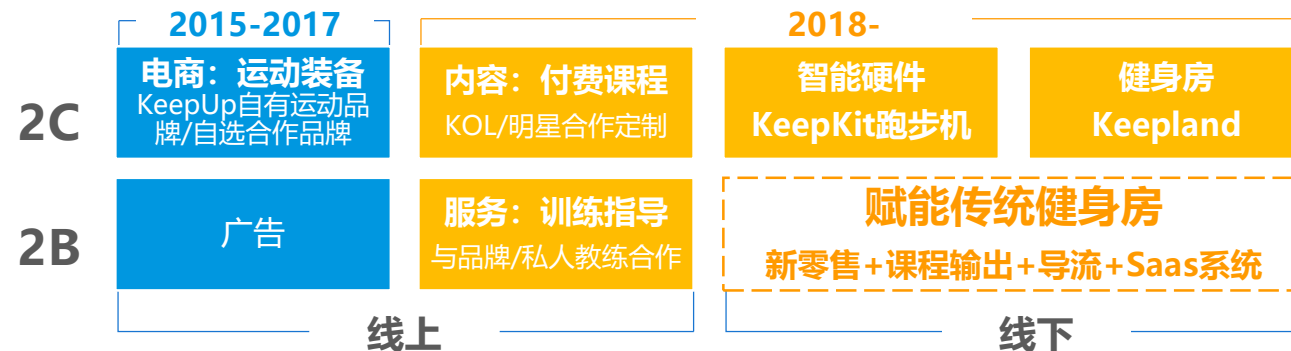 2015-2017
2018-
2C
电商：运动装备
KeepUp自有运动品
牌/自选合作品牌
内容：付费课程
KOL/明星合作定制
智能硬件
KeepKit跑步机
健身房
Keepland
2B
广告
服务：训练指导
与品牌/私人教练合作
赋能传统健身房
新零售+课程输出+导流+Saas系统
线上
线下